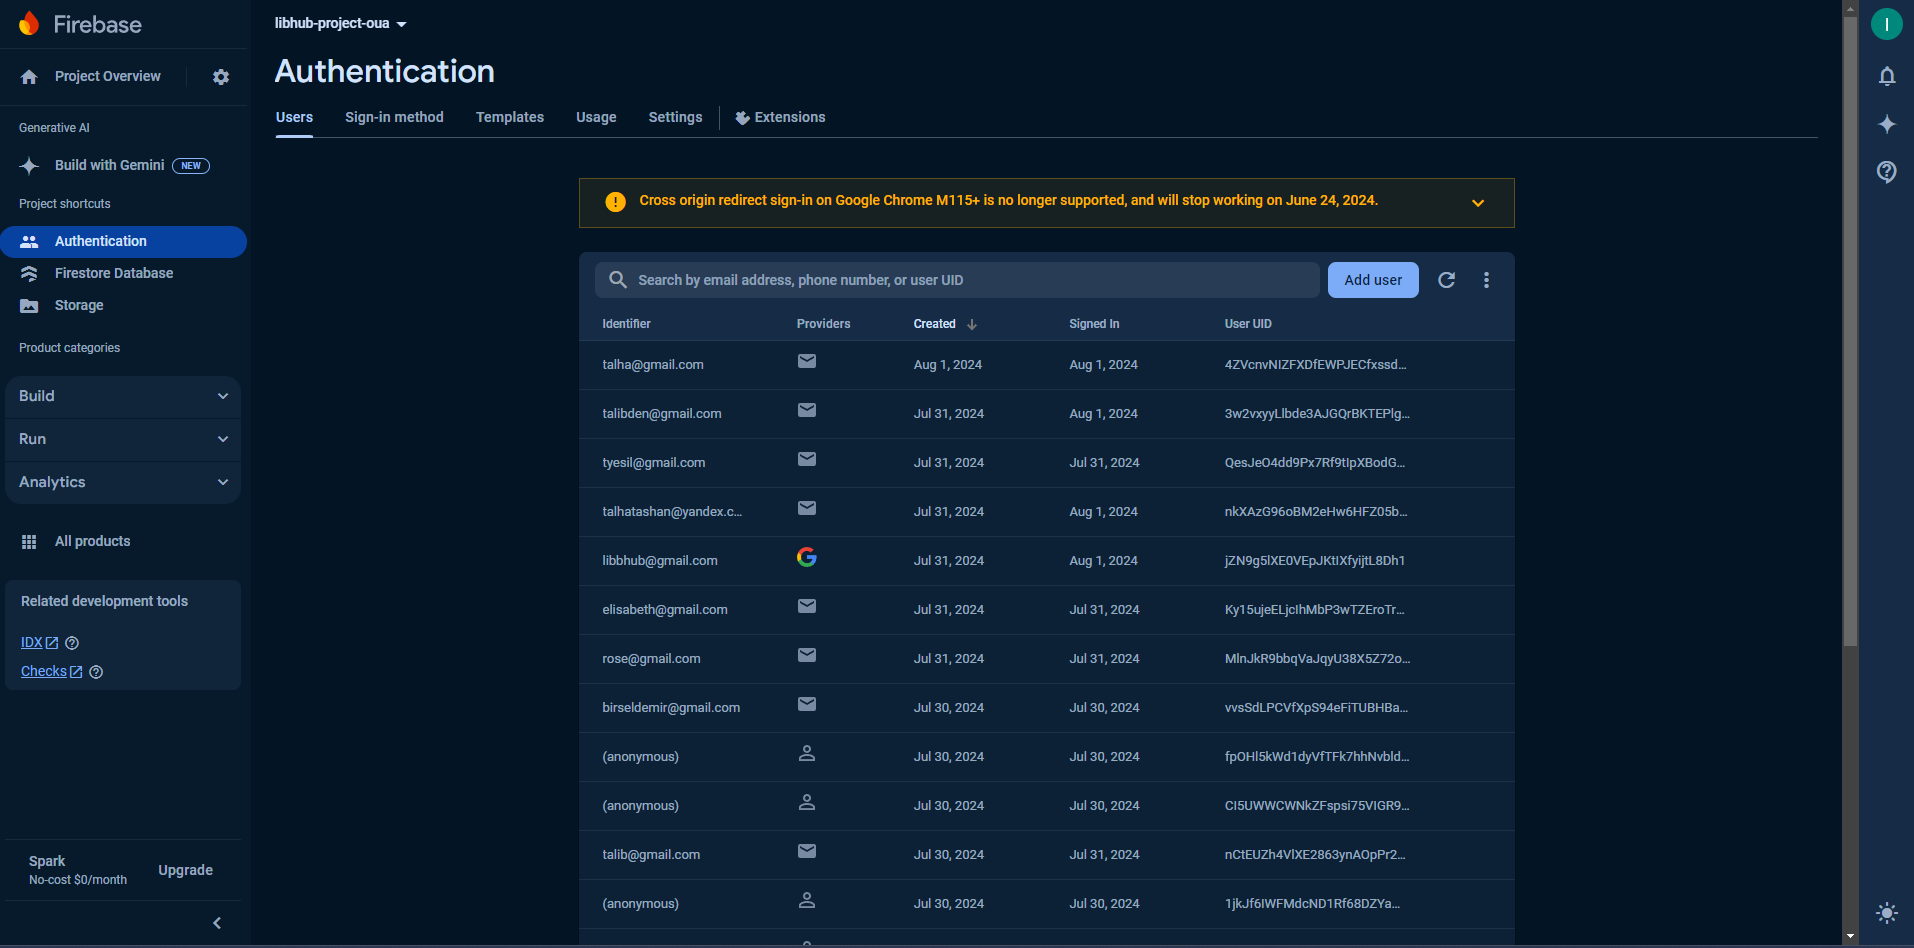 Firebase
Project Overview
Generative AI
Build with Gemini NEW
Project shortcuts
Authentication
Firestore Database
Storage
Product categories
Build
Run
Analytics
All products
Related development tools
IDX
Checks
Spark
No-cost $0/month
Upgrade
libhub-project-oua
Authentication
Users Sign-in method Templates Usage Settings Extensions
Cross origin redirect sign-in on Google Chrome M115+ is no longer supported, and will stop working on June 24, 2024.
Search by email address, phone number, or user UID Add user
Identifier Providers Created Signed In User UID
talha@gmail.com Aug 1, 2024 Aug 1, 2024 4ZVcnvNIZFXDfEWPJECfxssd...
talibden@gmail.com Jul 31, 2024 Aug 1, 2024 3w2vxyyLlbde3AJGQrBKTEPlg...
tyesil@gmail.com Jul 31, 2024 Jul 31, 2024 QesJeO4dd9Px7Rf9tIpXBodG...
talhatashan@yandex.c... Jul 31, 2024 Aug 1, 2024 nkXAzG96oBM2eHw6HFZ05b...
libbhub@gmail.com Jul 31, 2024 Aug 1, 2024 jZN9g5lXE0VEpJKtIXfyijtL8Dh1
elisabeth@gmail.com Jul 31, 2024 Jul 31, 2024 Ky15ujeELjcIhMbP3wTZEroTr...
rose@gmail.com Jul 31, 2024 Jul 31, 2024 MlnJkR9bbqVaJqyU38X5Z72o...
birseldemir@gmail.com Jul 30, 2024 Jul 30, 2024 vvsSdLPCVfXpS94eFiTUBHBa...
(anonymous) Jul 30, 2024 Jul 30, 2024 fpOHl5kWd1dyVfTFk7hhNvbld...
(anonymous) Jul 30, 2024 Jul 30, 2024 CI5UWWCWNkZFspsi75VIGR9...
talib@gmail.com Jul 30, 2024 Jul 31, 2024 nCtEUZh4VlXE2863ynAOpPr2...
(anonymous) Jul 30, 2024 Jul 30, 2024 1jkJf6IWFMdcND1Rf68DZYa...